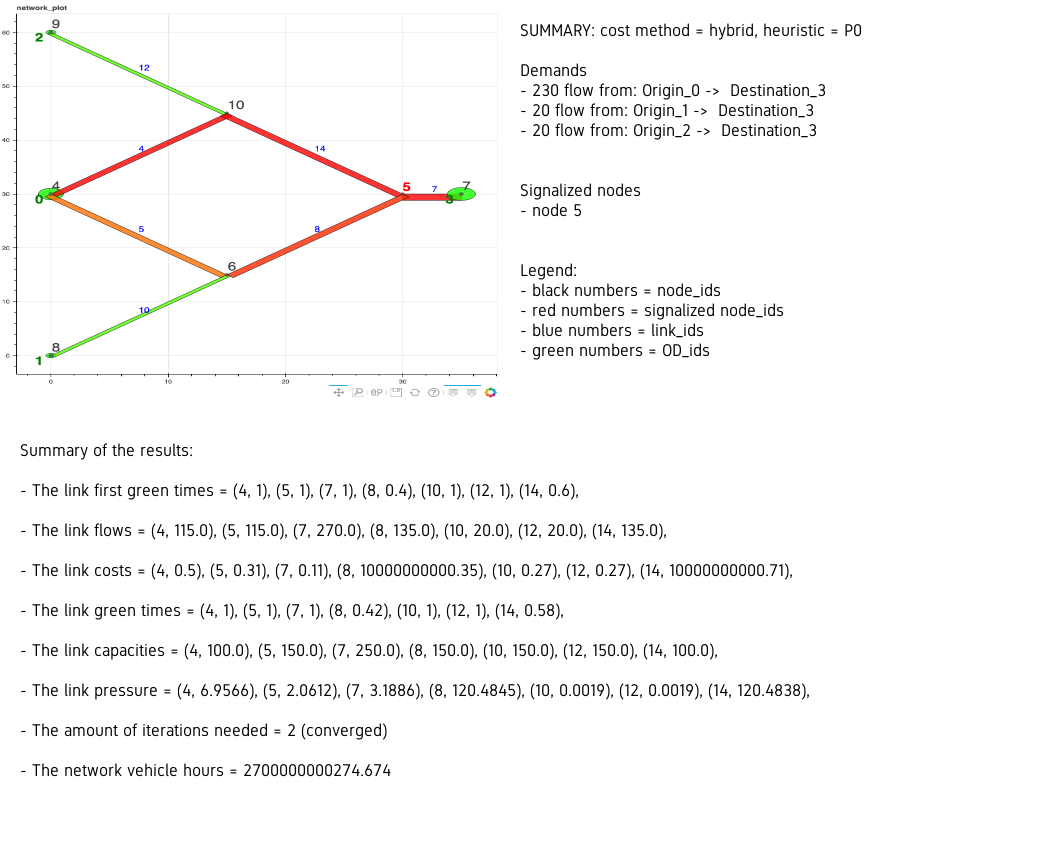 network_plot
9
2
60
12
50
10
4
14
40
4
0
5
7
7
3
30
5
8
20
6
10
10
8
1
0
0
10
20
30
SUMMARY: cost method = hybrid, heuristic = P0
Demands
- 230 flow from: Origin_0 -> Destination_3
- 20 flow from: Origin_1 -> Destination_3
- 20 flow from: Origin_2 -> Destination_3
Signalized nodes
- node 5
Legend:
- black numbers = node_ids
- red numbers = signalized node_ids
- blue numbers = link_ids
- green numbers = OD_ids
Summary of the results:
- The link first green times = (4, 1), (5, 1), (7, 1), (8, 0.4), (10, 1), (12, 1), (14, 0.6),
- The link flows = (4, 115.0), (5, 115.0), (7, 270.0), (8, 135.0), (10, 20.0), (12, 20.0), (14, 135.0),
- The link costs = (4, 0.5), (5, 0.31), (7, 0.11), (8, 10000000000.35), (10, 0.27), (12, 0.27), (14, 10000000000.71),
- The link green times = (4, 1), (5, 1), (7, 1), (8, 0.42), (10, 1), (12, 1), (14, 0.58),
- The link capacities = (4, 100.0), (5, 150.0), (7, 250.0), (8, 150.0), (10, 150.0), (12, 150.0), (14, 100.0),
- The link pressure = (4, 6.9566), (5, 2.0612), (7, 3.1886), (8, 120.4845), (10, 0.0019), (12, 0.0019), (14, 120.4838),
- The amount of iterations needed = 2 (converged)
- The network vehicle hours = 2700000000274.674